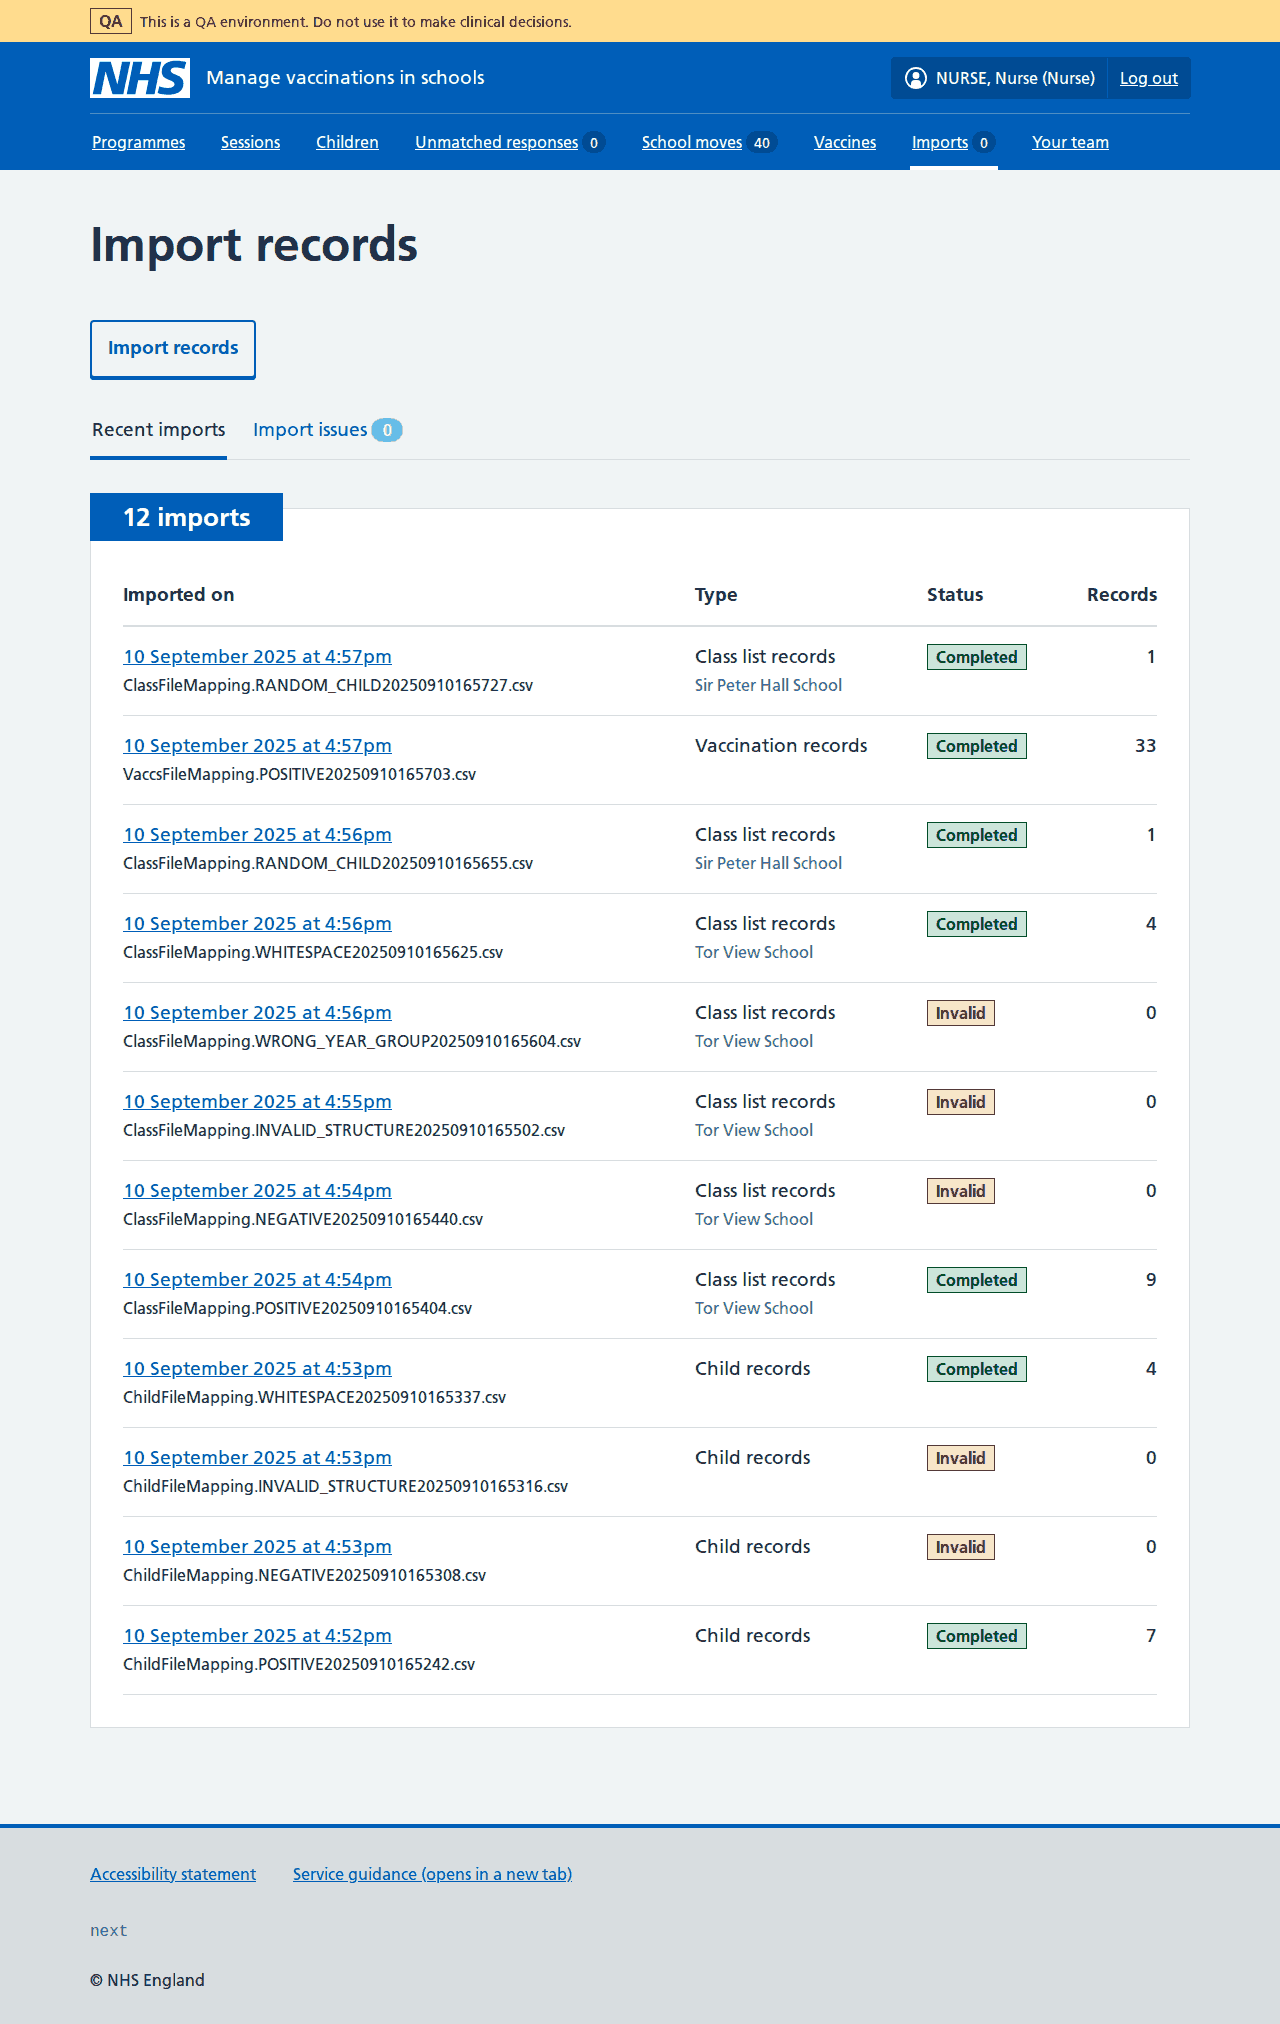 QA This is a QA environment. Do not use it to make clinical decisions.
NHS Manage vaccinations in schools NURSE, Nurse (Nurse) Log out
Programmes Sessions Children Unmatched responses 0 School moves 40 Vaccines Imports 0 Your team
Import records
Import records
Recent imports Import issues 0
12 imports
Imported on Type Status Records
10 September 2025 at 4:57pm Class list records Completed 1
ClassFileMapping.RANDOM_CHILD20250910165727.csv Sir Peter Hall School
10 September 2025 at 4:57pm Vaccination records Completed 33
VaccsFileMapping.POSITIVE20250910165703.csv
10 September 2025 at 4:56pm Class list records Completed 1
ClassFileMapping.RANDOM_CHILD20250910165655.csv Sir Peter Hall School
10 September 2025 at 4:56pm Class list records Completed 4
ClassFileMapping.WHITESPACE20250910165625.csv Tor View School
10 September 2025 at 4:56pm Class list records Invalid 0
ClassFileMapping.WRONG_YEAR_GROUP20250910165604.csv Tor View School
10 September 2025 at 4:55pm Class list records Invalid 0
ClassFileMapping.INVALID_STRUCTURE20250910165502.csv Tor View School
10 September 2025 at 4:54pm Class list records Invalid 0
ClassFileMapping.NEGATIVE20250910165440.csv Tor View School
10 September 2025 at 4:54pm Class list records Completed 9
ClassFileMapping.POSITIVE20250910165404.csv Tor View School
10 September 2025 at 4:53pm Child records Completed 4
ChildFileMapping.WHITESPACE20250910165337.csv
10 September 2025 at 4:53pm Child records Invalid 0
ChildFileMapping.INVALID_STRUCTURE20250910165316.csv
10 September 2025 at 4:53pm Child records Invalid 0
ChildFileMapping.NEGATIVE20250910165308.csv
10 September 2025 at 4:52pm Child records Completed 7
ChildFileMapping.POSITIVE20250910165242.csv
Accessibility statement Service guidance (opens in a new tab)
next
© NHS England